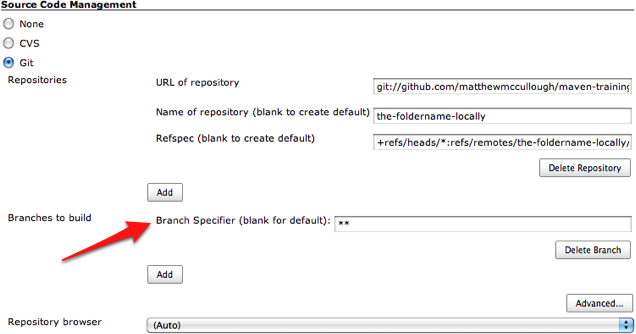 Source Code Management
None
CVS
Git
Repositories
URL of repository
git://github.com/matthewmccullough/maven-training
Name of repository (blank to create default)
the-foldername-locally
Refspec (blank to create default)
+refs/heads/*:refs/remotes/the-foldername-locally/
Delete Repository
Add
Branches to build
Branch Specifier (blank for default):
**
Delete Branch
Add
Advanced...
Repository browser
(Auto)